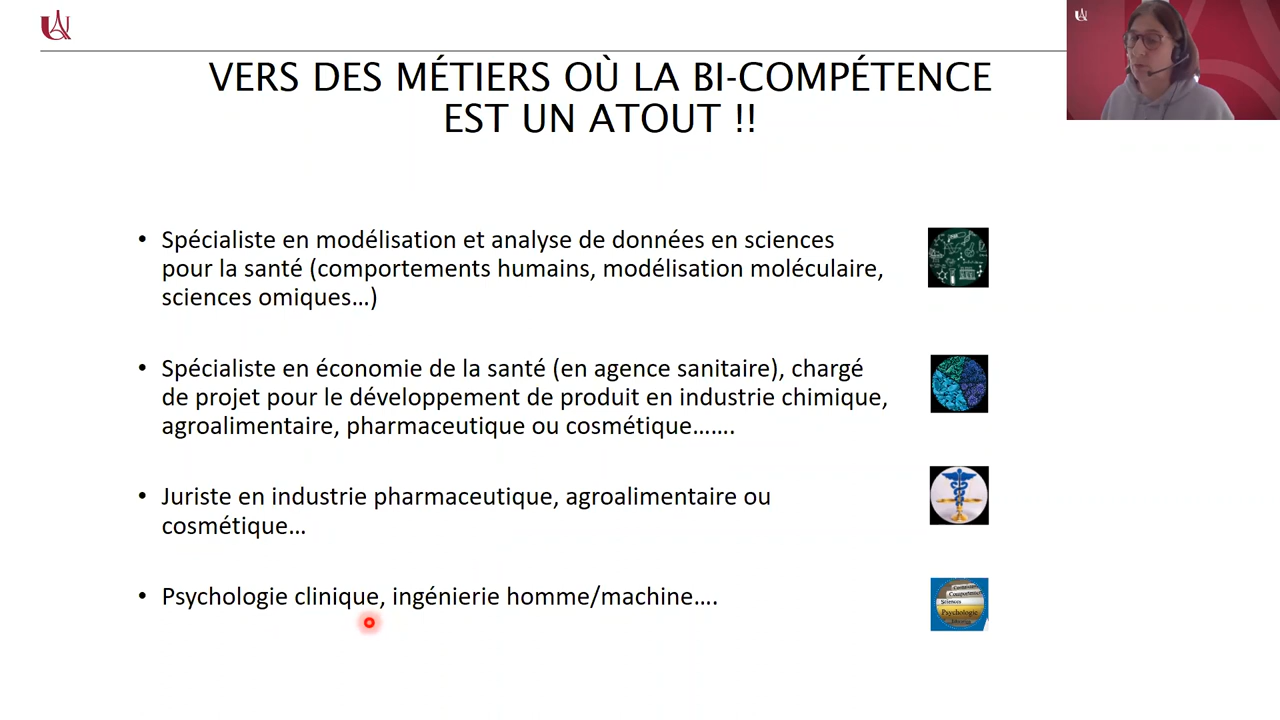 VERS DES MÉTIERS OÙ LA BI-COMPÉTENCE
EST UN ATOUT !!
• Spécialiste en modélisation et analyse de données en sciences
pour la santé (comportements humains, modélisation moléculaire,
sciences omiques…)
• Spécialiste en économie de la santé (en agence sanitaire), chargé
de projet pour le développement de produit en industrie chimique,
agroalimentaire, pharmaceutique ou cosmétique…….
• Juriste en industrie pharmaceutique, agroalimentaire ou
cosmétique…
• Psychologie clinique, ingénierie homme/machine….
Sciences
Psychologie